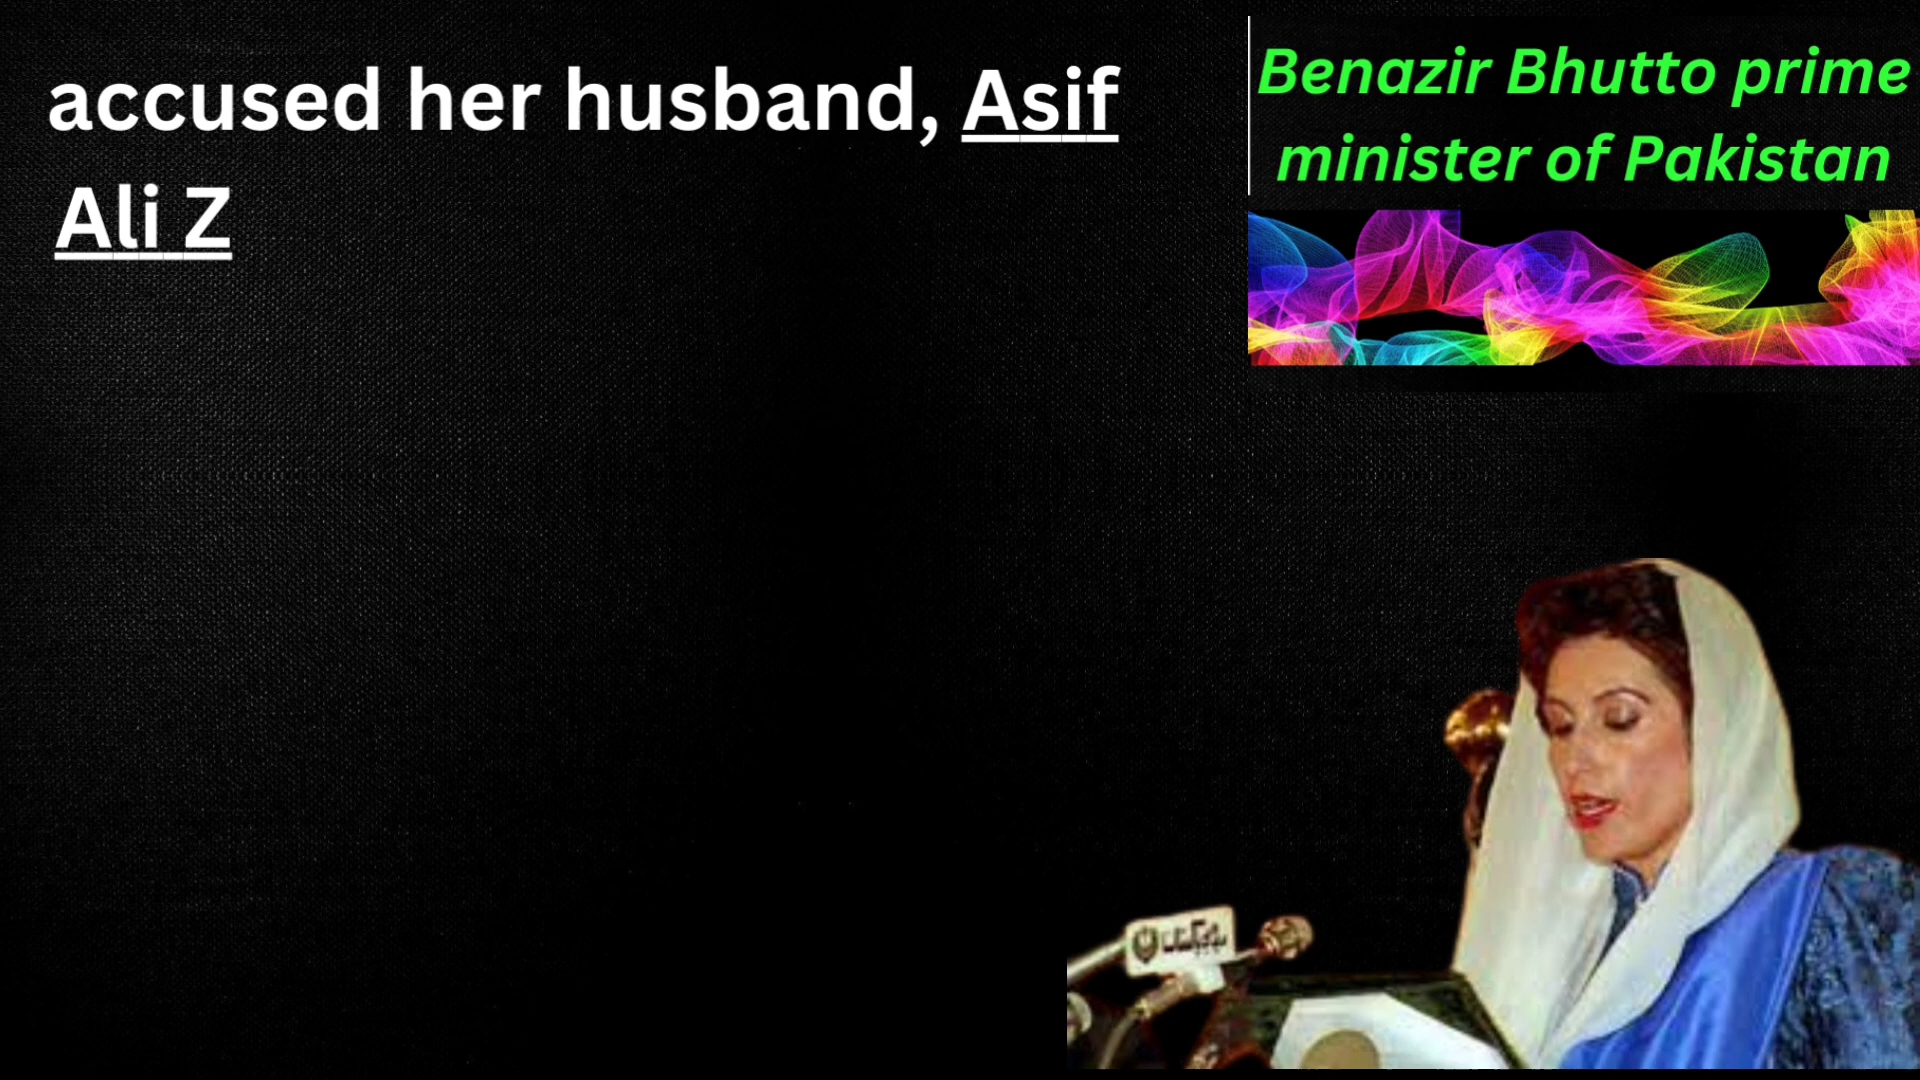 accused her husband, Asif
Ali Z
Benazir Bhutto prime
minister of Pakistan